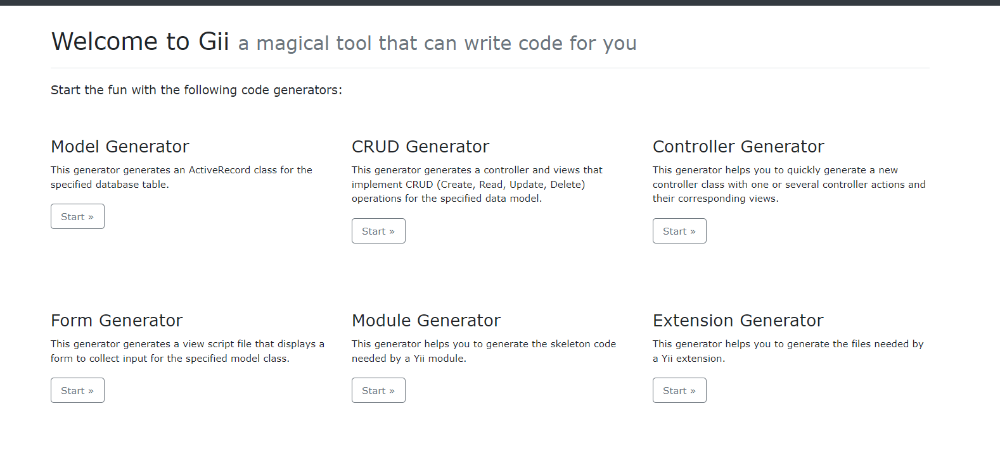 Welcome to Gii a magical tool that can write code for you
Start the fun with the following code generators:
Model Generator
This generator generates an ActiveRecord class for the
specified database table.
Start »
CRUD Generator
This generator generates a controller and views that
implement CRUD (Create, Read, Update, Delete)
operations for the specified data model.
Start »
Controller Generator
This generator helps you to quickly generate a new
controller class with one or several controller actions and
their corresponding views.
Start »
Form Generator
This generator generates a view script file that displays a
form to collect input for the specified model class.
Start »
Module Generator
This generator helps you to generate the skeleton code
needed by a Yii module.
Start »
Extension Generator
This generator helps you to generate the files needed by
a Yii extension.
Start »